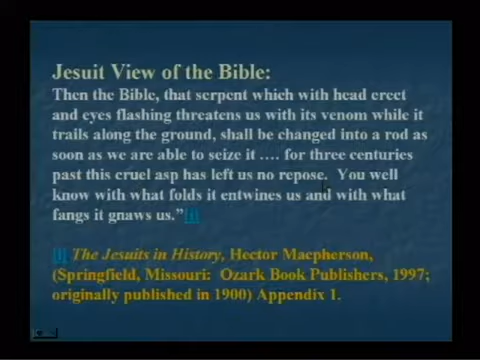 Jesuit View of the Bible:
Then the Bible, that serpent which with head erect
and eyes flashing threatens us with its venom while it
trails along the ground, shall be changed into a rod as
soon as we are able to seize it …. for three centuries
past this cruel asp has left us no repose.  You well
know with what folds it entwines us and with what
fangs it gnaws us.”[i]
[i] The Jesuits in History, Hector Macpherson,
(Springfield, Missouri:  Ozark Book Publishers, 1997;
originally published in 1900) Appendix 1.